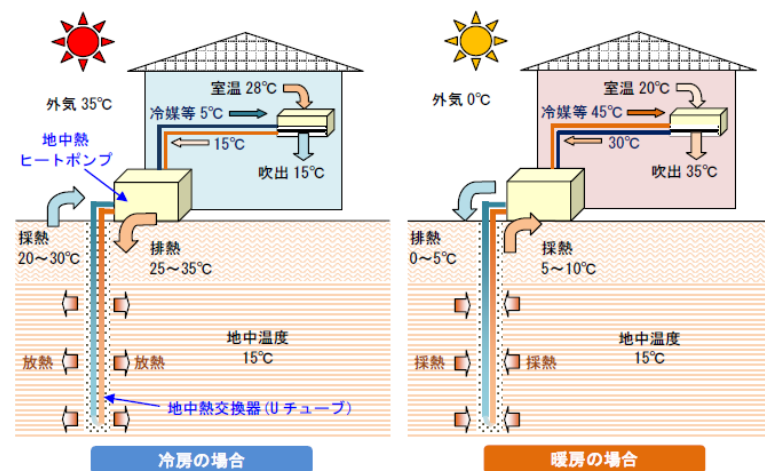 外気 35℃
室温 28℃
冷媒等 5℃
15℃
吹出 15℃
地中熱
ヒートポンプ
採熱
20～30℃
排熱
25～35℃
放熱
放熱
地中温度
15℃
地中熱交換器(Uチューブ)
冷房の場合
外気 0℃
室温 20℃
冷媒等 45℃
30℃
吹出 35℃
排熱
0～5℃
採熱
5～10℃
採熱
採熱
地中温度
15℃
暖房の場合